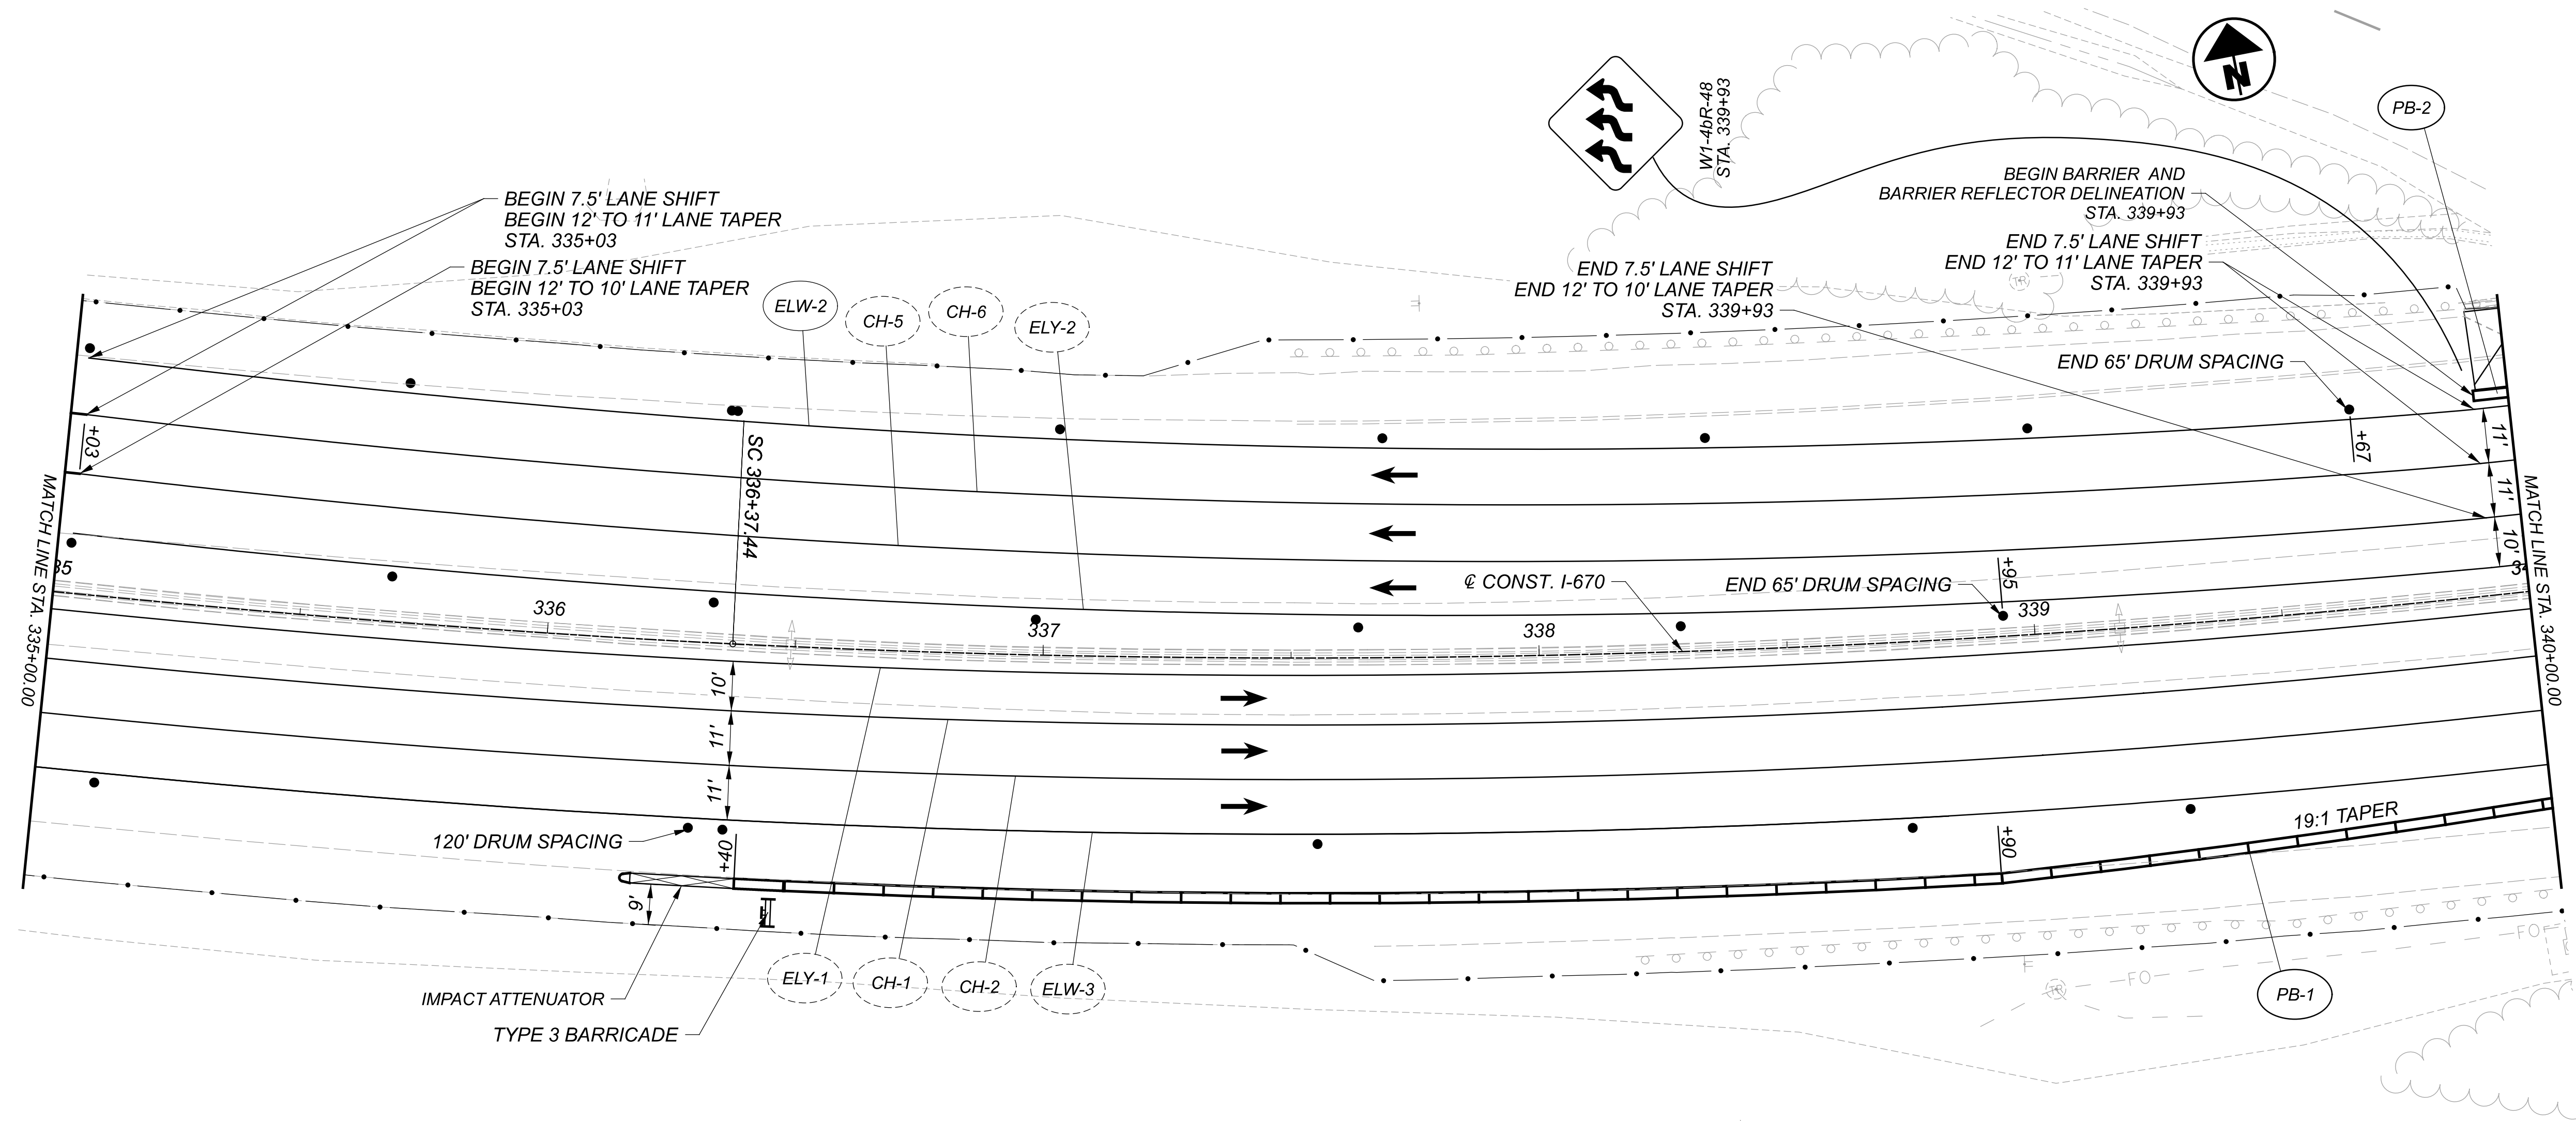 N
PB-2
W1-4bR-48
STA. 339+93
BEGIN BARRIER AND
BARRIER REFLECTOR DELINEATION
STA. 339+93
BEGIN 7.5' LANE SHIFT
BEGIN 12' TO 11' LANE TAPER
STA. 335+03
END 7.5' LANE SHIFT
END 12' TO 11' LANE TAPER
STA. 339+93
BEGIN 7.5' LANE SHIFT
BEGIN 12' TO 10' LANE TAPER
STA. 335+03
END 7.5' LANE SHIFT
END 12' TO 10' LANE TAPER
STA. 339+93
TR
ELW-2
CH-5
CH-6
ELY-2
END 65' DRUM SPACING
+03
+67
11'
11'
10'
SC 336+37.44
MATCH LINE STA. 335+00.00
MATCH LINE STA. 340+00.00
35
3
℄ CONST. I-670
END 65' DRUM SPACING
+95
336
337
338
339
10'
11'
11'
120' DRUM SPACING
+40
+90
19:1 TAPER
9'
IMPACT ATTENUATOR
TYPE 3 BARRICADE
ELY-1
CH-1
CH-2
ELW-3
PB-1
TR
FO
FO